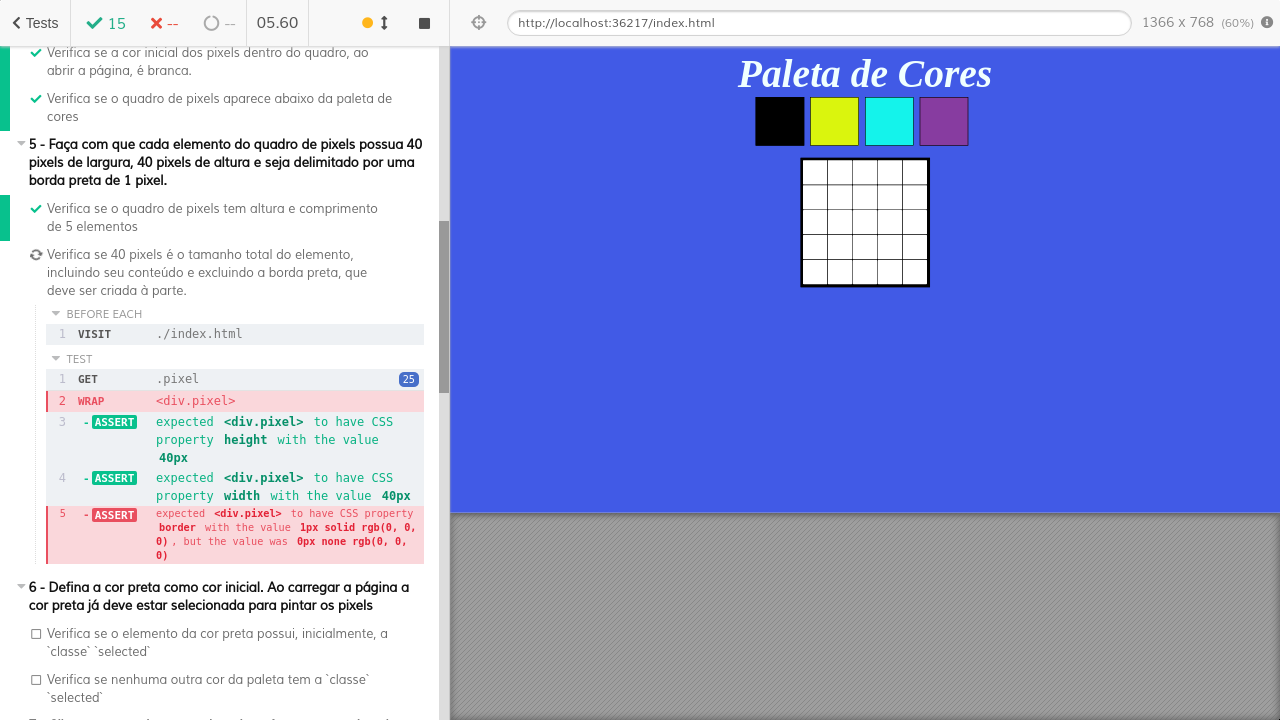 Tests
15
--
--
05.60
http://localhost:36217/index.html
1366 x 768 (60%)
Verifica se a cor inicial dos pixels dentro do quadro, ao
abrir a página, é branca.
Verifica se o quadro de pixels aparece abaixo da paleta de
cores
5 - Faça com que cada elemento do quadro de pixels possua 40
pixels de largura, 40 pixels de altura e seja delimitado por uma
borda preta de 1 pixel.
Verifica se o quadro de pixels tem altura e comprimento
de 5 elementos
Verifica se 40 pixels é o tamanho total do elemento,
incluindo seu conteúdo e excluindo a borda preta, que
deve ser criada à parte.
BEFORE EACH
1 VISIT ./index.html
TEST
1 GET .pixel 25
2 WRAP <div.pixel>
3 -ASSERT expected <div.pixel> to have CSS
property height with the value
40px
4 -ASSERT expected <div.pixel> to have CSS
property width with the value 40px
5 -ASSERT expected <div.pixel> to have CSS property
border with the value 1px solid rgb(0, 0,
0), but the value was 0px none rgb(0, 0,
0)
6 - Defina a cor preta como cor inicial. Ao carregar a página a
cor preta já deve estar selecionada para pintar os pixels
Verifica se o elemento da cor preta possui, inicialmente, a
`classe` `selected`
Verifica se nenhuma outra cor da paleta tem a `classe`
`selected`
Paleta de Cores